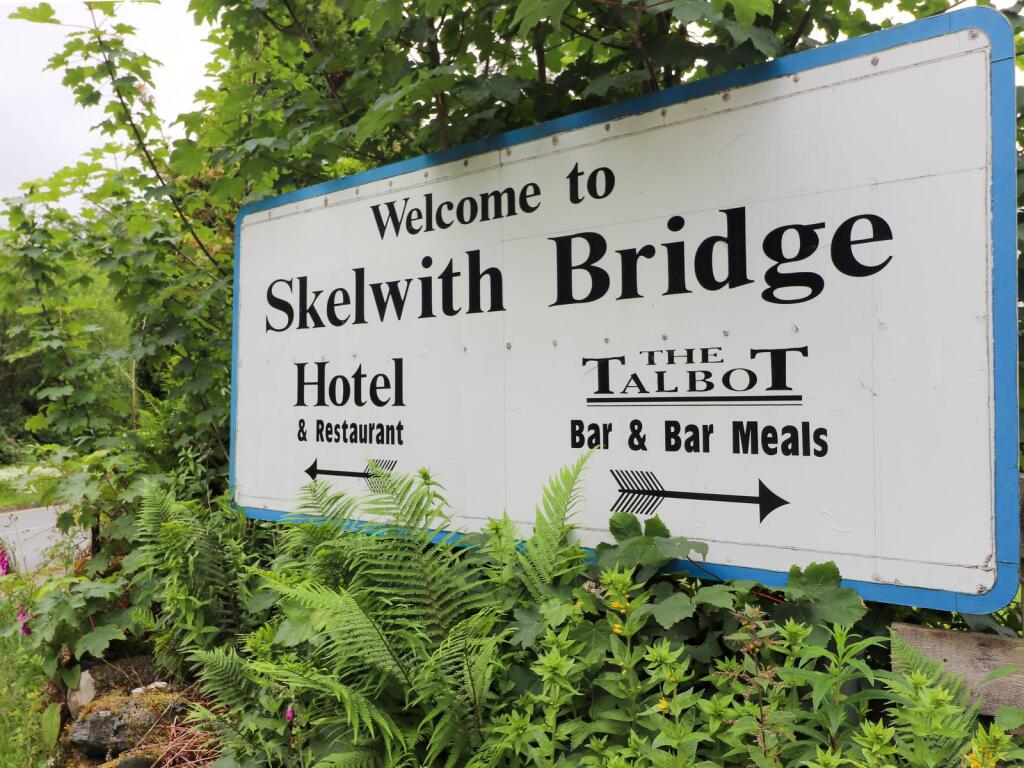 Welcome to
Skelwith Bridge
Hotel
& Restaurant
THE
TALBOT
Bar & Bar Meals